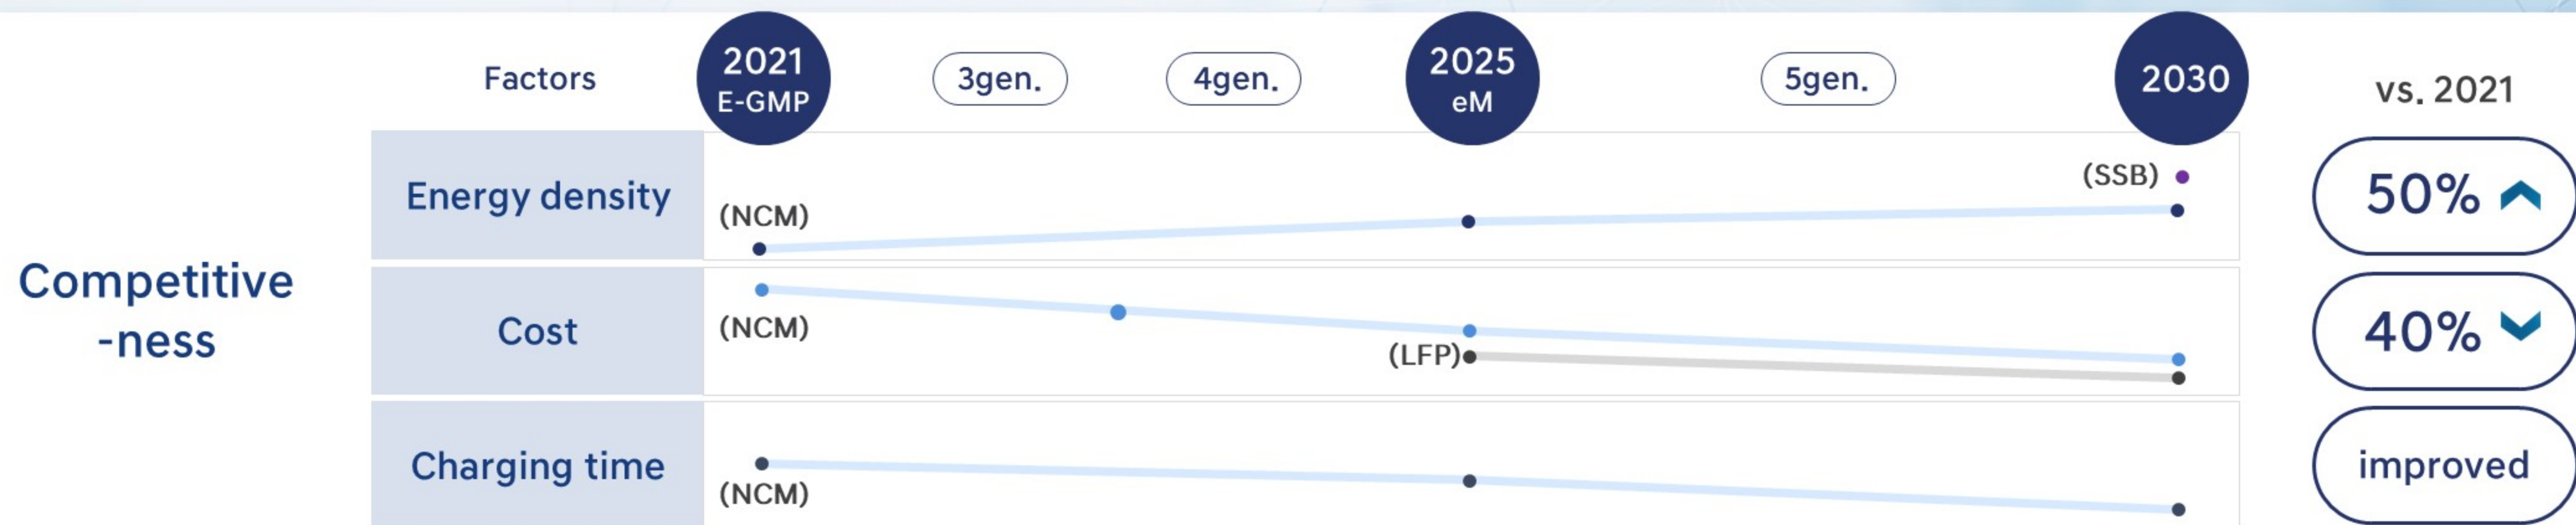 Factors
2021
E-GMP
3gen.
4gen.
2025
eM
5gen.
2030
vs. 2021
Competitive
-ness
Energy density
(NCM)
(SSB)
50%
Cost
(NCM)
(LFP)
40%
Charging time
(NCM)
improved